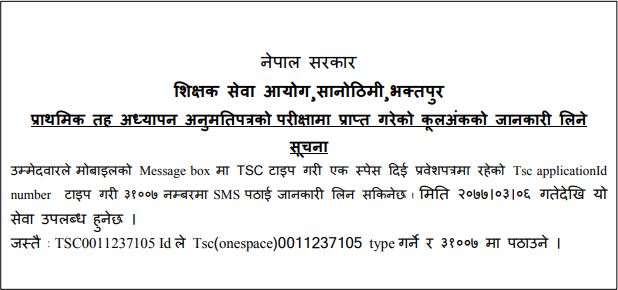 नेपाल सरकार
शिक्षक सेवा आयोग,सानोठिमी,भक्तपुर
प्राथमिक तह अध्यापन अनुमतिपत्रको परीक्षामा प्राप्त गरेको कूलअंकको जानकारी लिने
सूचना
उम्मेदवारले मोबाइलको Message box मा TSC टाइप गरी एक स्पेस दिई प्रवेशपत्रमा रहेको Tsc applicationId
number टाइप गरी ३१००७ नम्बरमा SMS पठाई जानकारी लिन सकिनेछ । मिति २०७७।०३।०६ गतेदेखि यो
सेवा उपलब्ध हुनेछ ।
जस्तै : TSC0011237105 Id ले Tsc(onespace)0011237105 type गर्ने र ३१००७ मा पठाउने ।